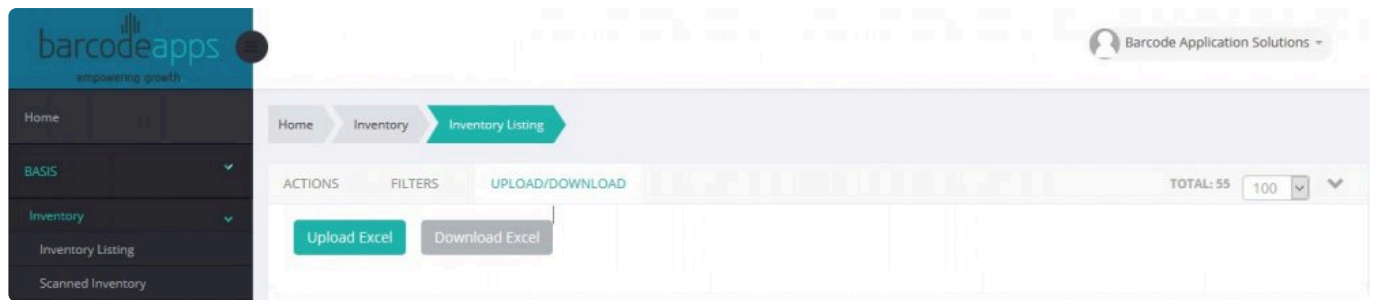 barcodeapps
empowering growth
Barcode Application Solutions
Home
Home
Inventory
Inventory Listing
BASIS
ACTIONS
FILTERS
UPLOAD/DOWNLOAD
TOTAL: 55
100
Inventory
Upload Excel
Download Excel
Inventory Listing
Scanned Inventory